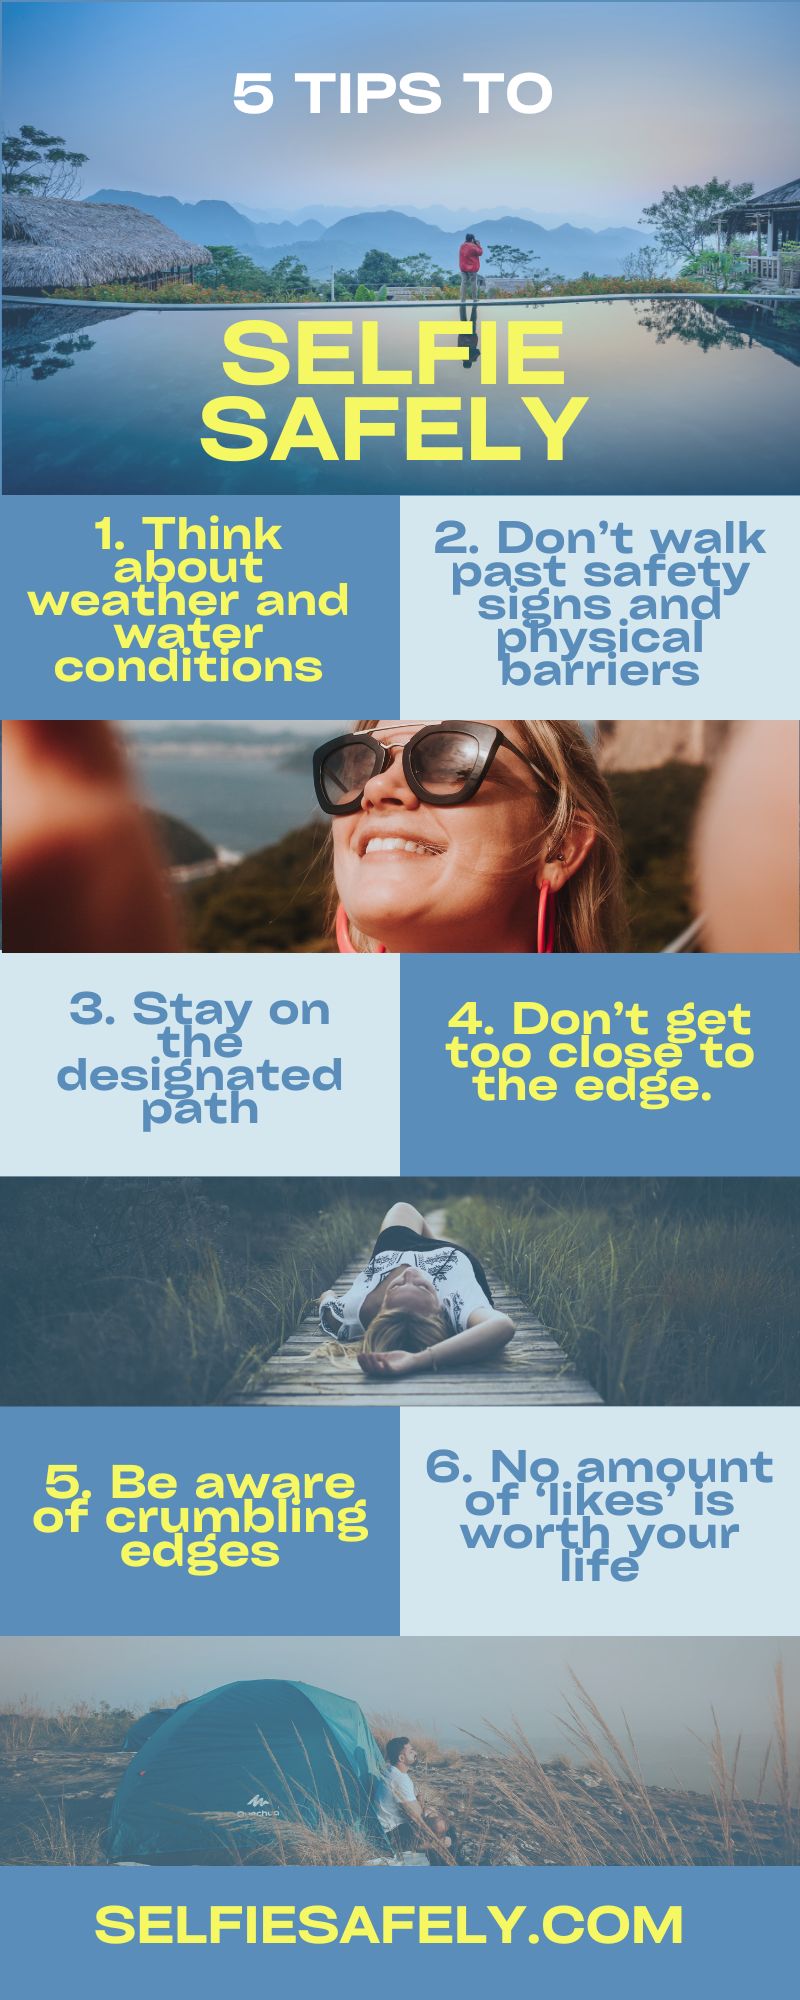 5 TIPS TO
SELFIE
SAFELY
1. Think
about
weather and
water
conditions
2. Don’t walk
past safety
signs and
physical
barriers
3. Stay on
the
designated
path
4. Don’t get
too close to
the edge.
5. Be aware
of crumbling
edges
6. No amount
of ‘likes’ is
worth your
life
Quechua
SELFIESAFELY.COM